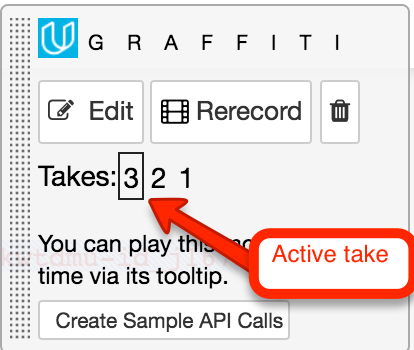 G R A F F I T I
Edit Rerecord
Takes: 3 2 1
You can play this
time via its tooltip.
Active take
Create Sample API Calls